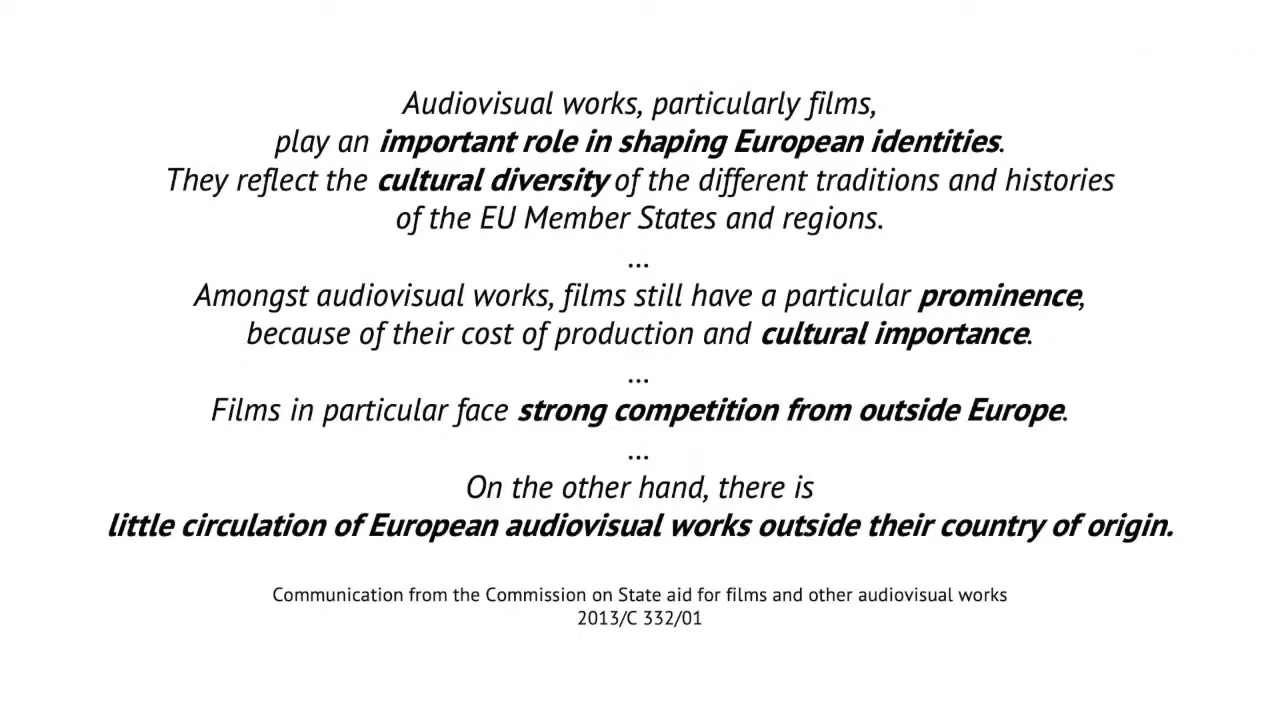 Audiovisual works, particularly films,
play an important role in shaping European identities.
They reflect the cultural diversity of the different traditions and histories
of the EU Member States and regions.
...
Amongst audiovisual works, films still have a particular prominence,
because of their cost of production and cultural importance.
...
Films in particular face strong competition from outside Europe.
...
On the other hand, there is
little circulation of European audiovisual works outside their country of origin.
Communication from the Commission on State aid for films and other audiovisual works
2013/C 332/01